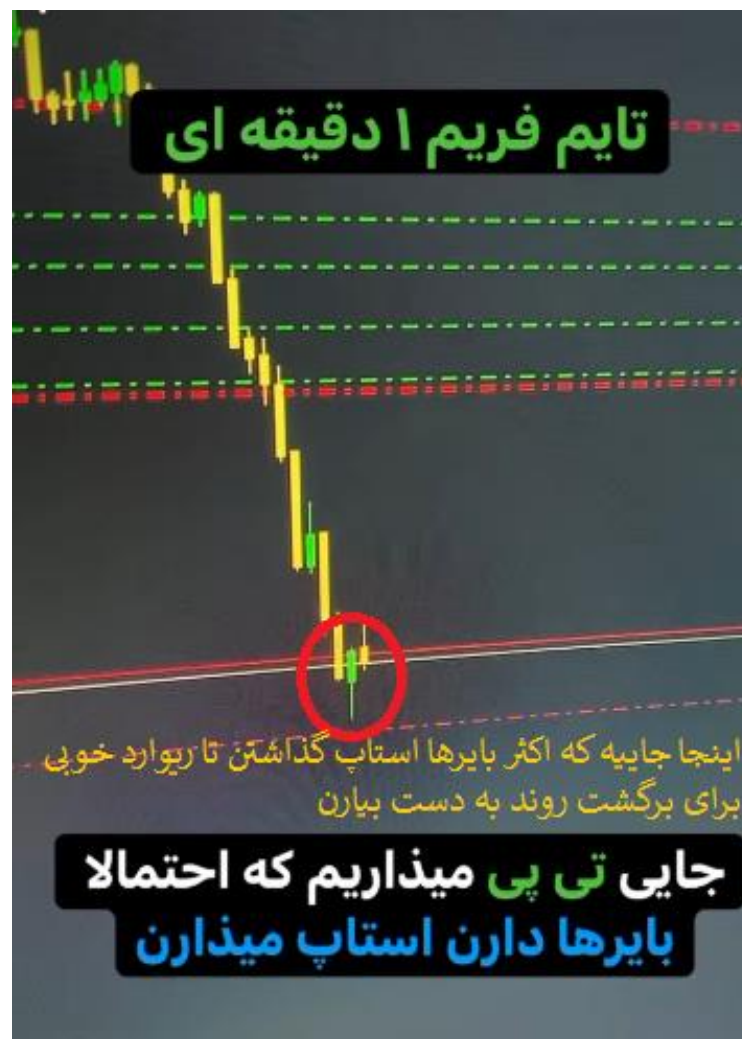 تایم فریم ۱ دقیقه ای
اینجا جاییه که اکثر بایرها استاپ گذاشتن تا ریوارد خوبی
برای برگشت روند به دست بیارن
جایی تی پی میذاریم که احتمالا
بایرها دارن استاپ میذارن